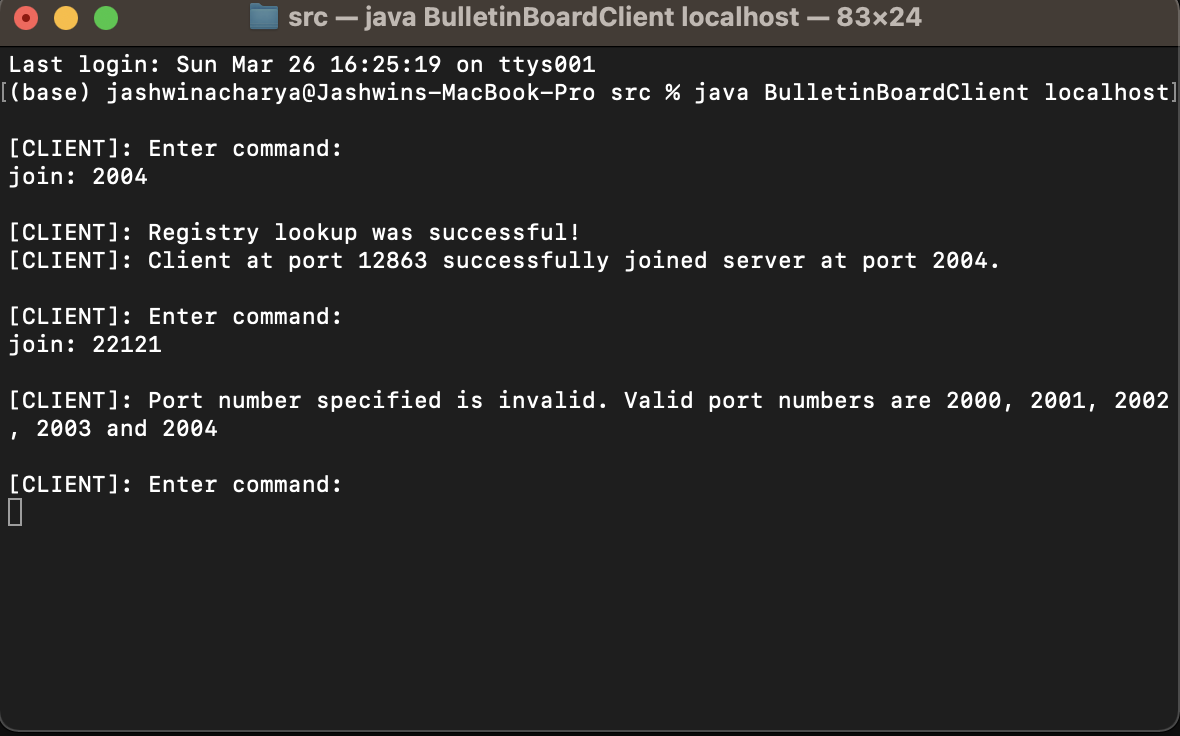 src — java BulletinBoardClient localhost — 83×24
Last login: Sun Mar 26 16:25:19 on ttys001
[(base) jashwinacharya@Jashwins-MacBook-Pro src % java BulletinBoardClient localhost]
[CLIENT]: Enter command:
join: 2004
[CLIENT]: Registry lookup was successful!
[CLIENT]: Client at port 12863 successfully joined server at port 2004.
[CLIENT]: Enter command:
join: 22121
[CLIENT]: Port number specified is invalid. Valid port numbers are 2000, 2001, 2002
, 2003 and 2004
[CLIENT]: Enter command: